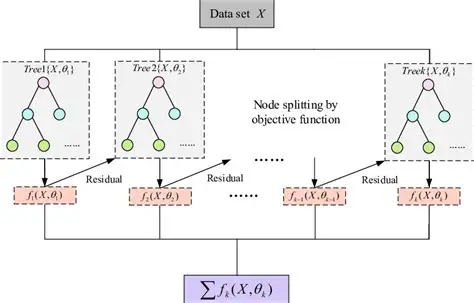 Data set X
Tree1{X,θ₁}
Tree2{X,θ₂}
Treek{X,θₖ}
Node splitting by
objective function
......
......
......
......
Residual
Residual
......
Residual
f₁(X,θ₁)
f₂(X,θ₂)
fₖ₋₁(X,θₖ₋₁)
fₖ(X,θₖ)
∑fₖ(X,θₖ)